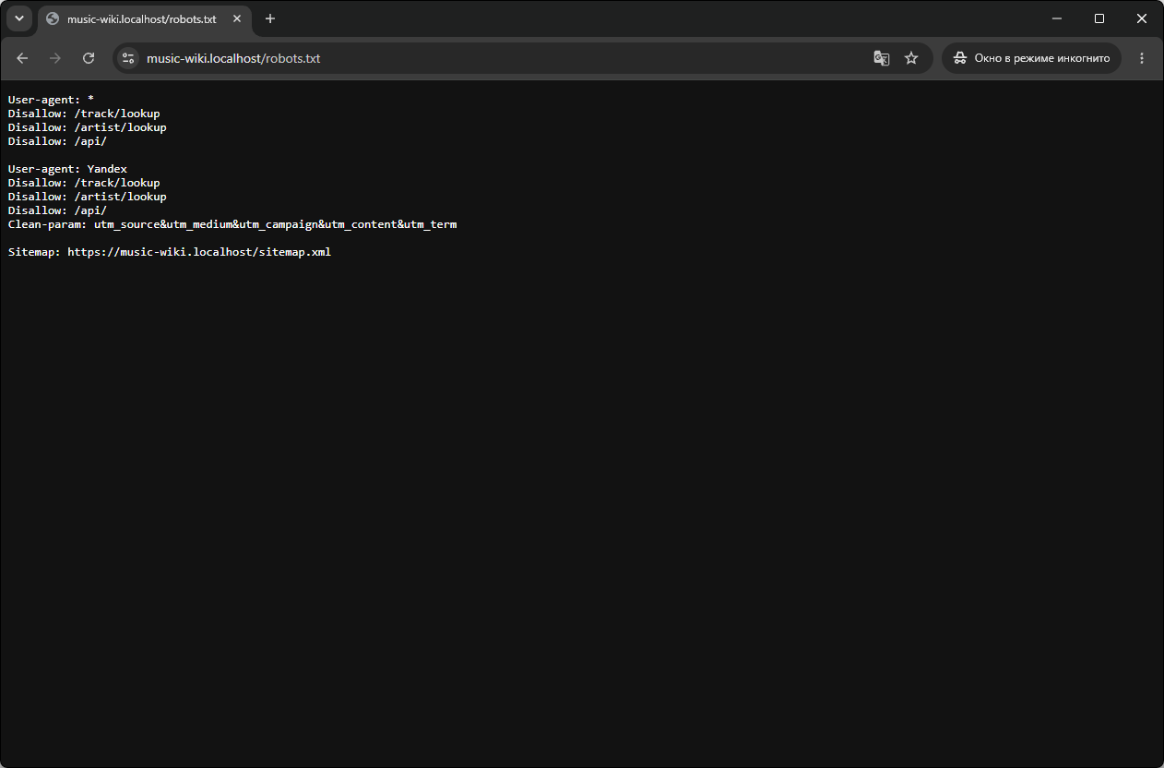 music-wiki.localhost/robots.txt
music-wiki.localhost/robots.txt
Окно в режиме инкогнито
User-agent: *
Disallow: /track/lookup
Disallow: /artist/lookup
Disallow: /api/
User-agent: Yandex
Disallow: /track/lookup
Disallow: /artist/lookup
Disallow: /api/
Clean-param: utm_source&utm_medium&utm_campaign&utm_content&utm_term
Sitemap: https://music-wiki.localhost/sitemap.xml